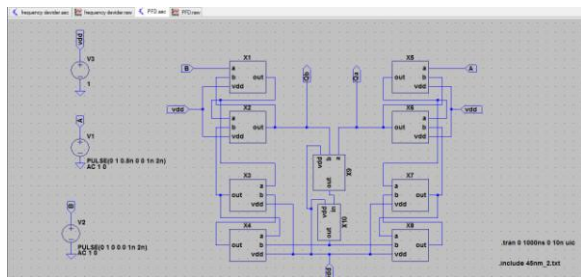 frequency devider.asc
frequency devider.raw
PFD.asc
PFD.raw
vdd
V3
1
A
V1
PULSE(0 1 0.5n 0 0 1n 2n)
AC 1 0
B
V2
PULSE(0 1 0 0 0 1n 2n)
AC 1 0
B
vdd
X1
a
b
out
vdd
X2
a
b
out
vdd
X3
a
out
b
vdd
X4
a
out
b
vdd
Qb
Qa
vdd
b
a
out
X9
vdd
in
out
X10
vdd
X5
a
b
out
vdd
A
X6
a
b
out
vdd
vdd
X7
a
out
b
vdd
X8
a
out
b
vdd
.tran 0 1000ns 0 10n uic
.include 45nm_2.txt